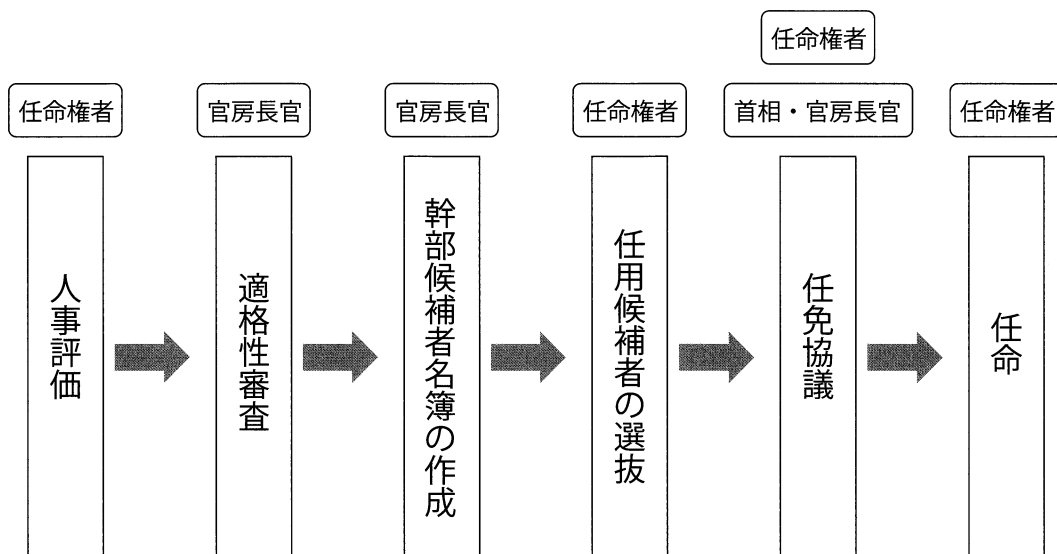 任命権者
任命権者
官房長官
官房長官
任命権者
首相・官房長官
任命権者
人事評価
適格性審査
幹部候補者名簿の作成
任用候補者の選抜
任免協議
任命